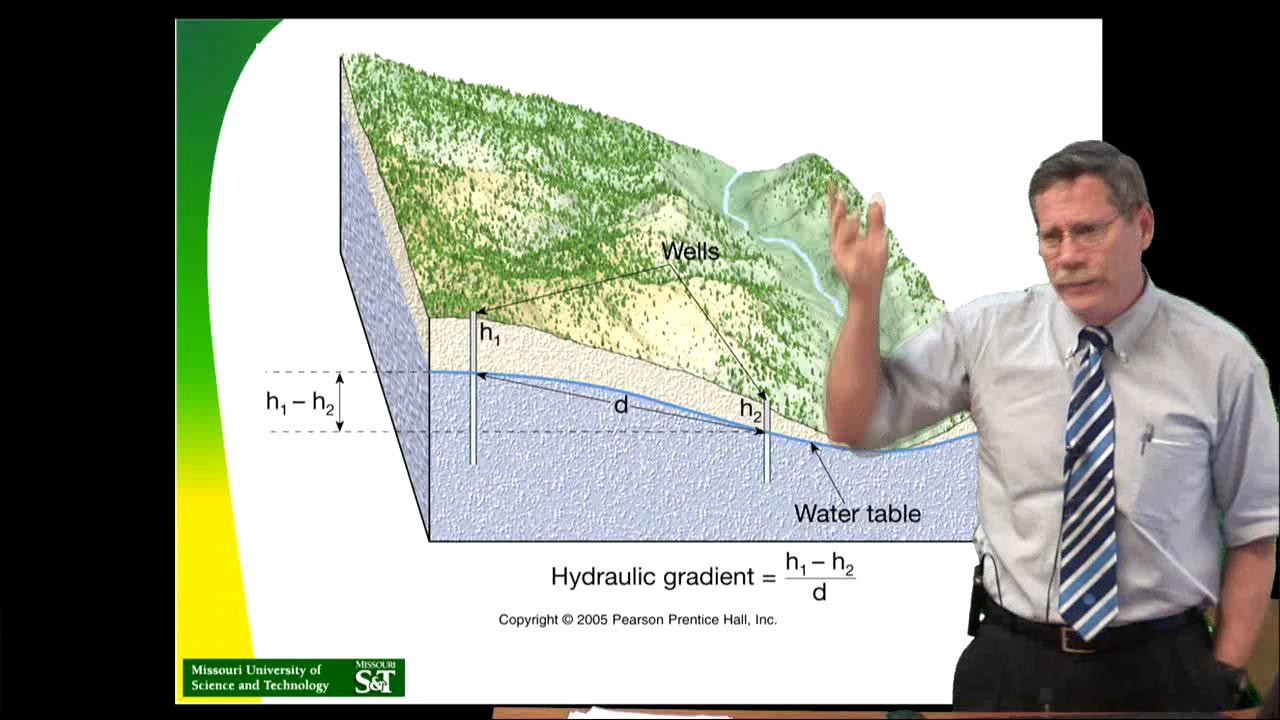 Wells
h₁
h₁ – h₂
d
h₂
Water table
Hydraulic gradient = h₁ – h₂
d
Copyright © 2005 Pearson Prentice Hall, Inc.
Missouri University of
Science and Technology
MISSOURI
S&T